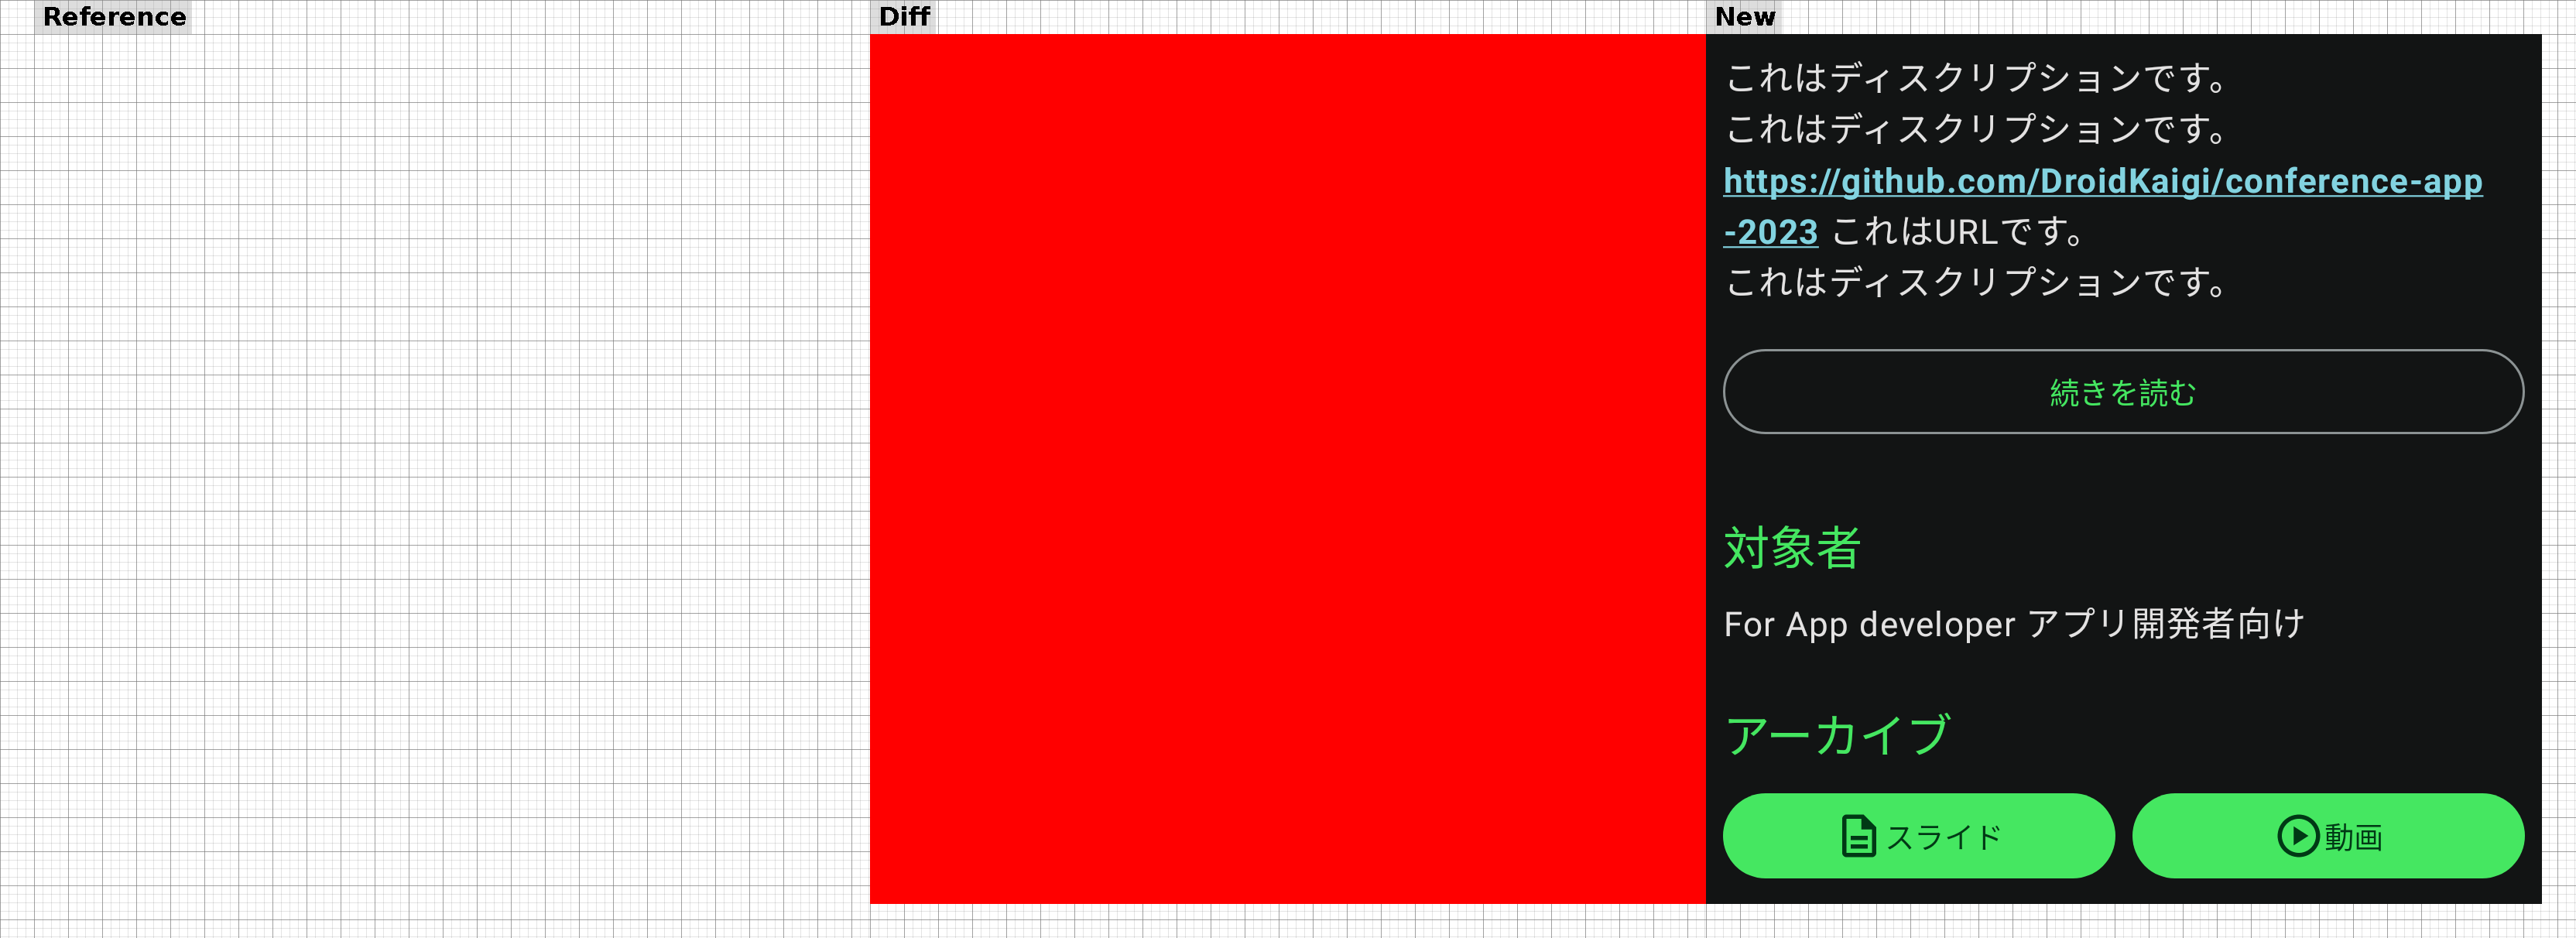 Reference
Diff
New
これはディスクリプションです。
これはディスクリプションです。
https://github.com/DroidKaigi/conference-app
-2023 これはURLです。
これはディスクリプションです。
続きを読む
対象者
For App developer アプリ開発者向け
アーカイブ
スライド
動画